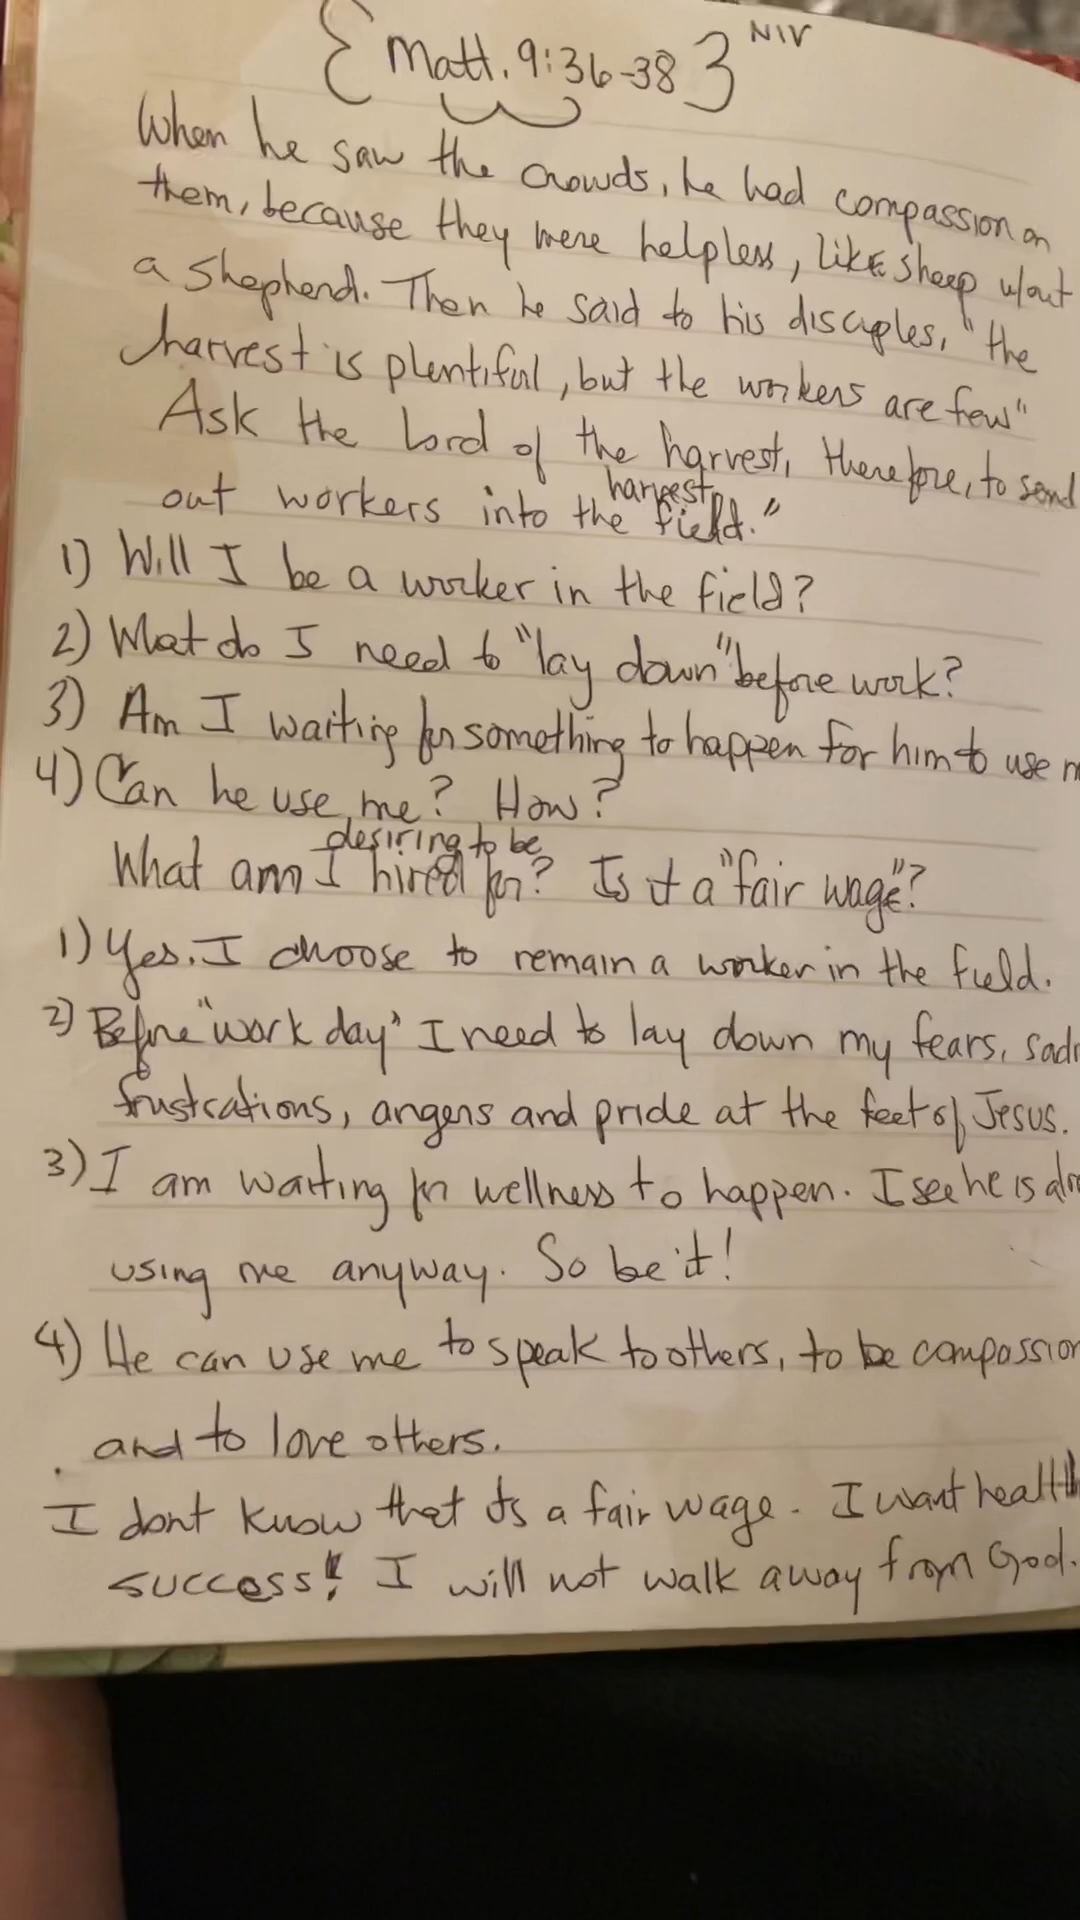 { Matt. 9:36-38 } NIV
When he saw the crowds, he had compassion on
them, because they were helpless, like sheep w/out
a shepherd. Then he said to his disciples, "the
harvest is plentiful, but the workers are few"
Ask the Lord of the harvest, therefore, to send
out workers into the harvest field."
1) Will I be a worker in the field?
2) What do I need to "lay down" before work?
3) Am I waiting for something to happen for him to use
4) Can he use me? How?
What am I desiring to be hired for? Is it a "fair wage"?
1) Yes. I choose to remain a worker in the field.
2) Before "work day" I need to lay down my fears,
frustrations, angers and pride at the feet of Jesus.
3) I am waiting for wellness to happen. I see he is
using me anyway. So be it!
4) He can use me to speak to others, to be compassion
and to love others.
I dont know that its a fair wage. I want health
success! I will not walk away from God.